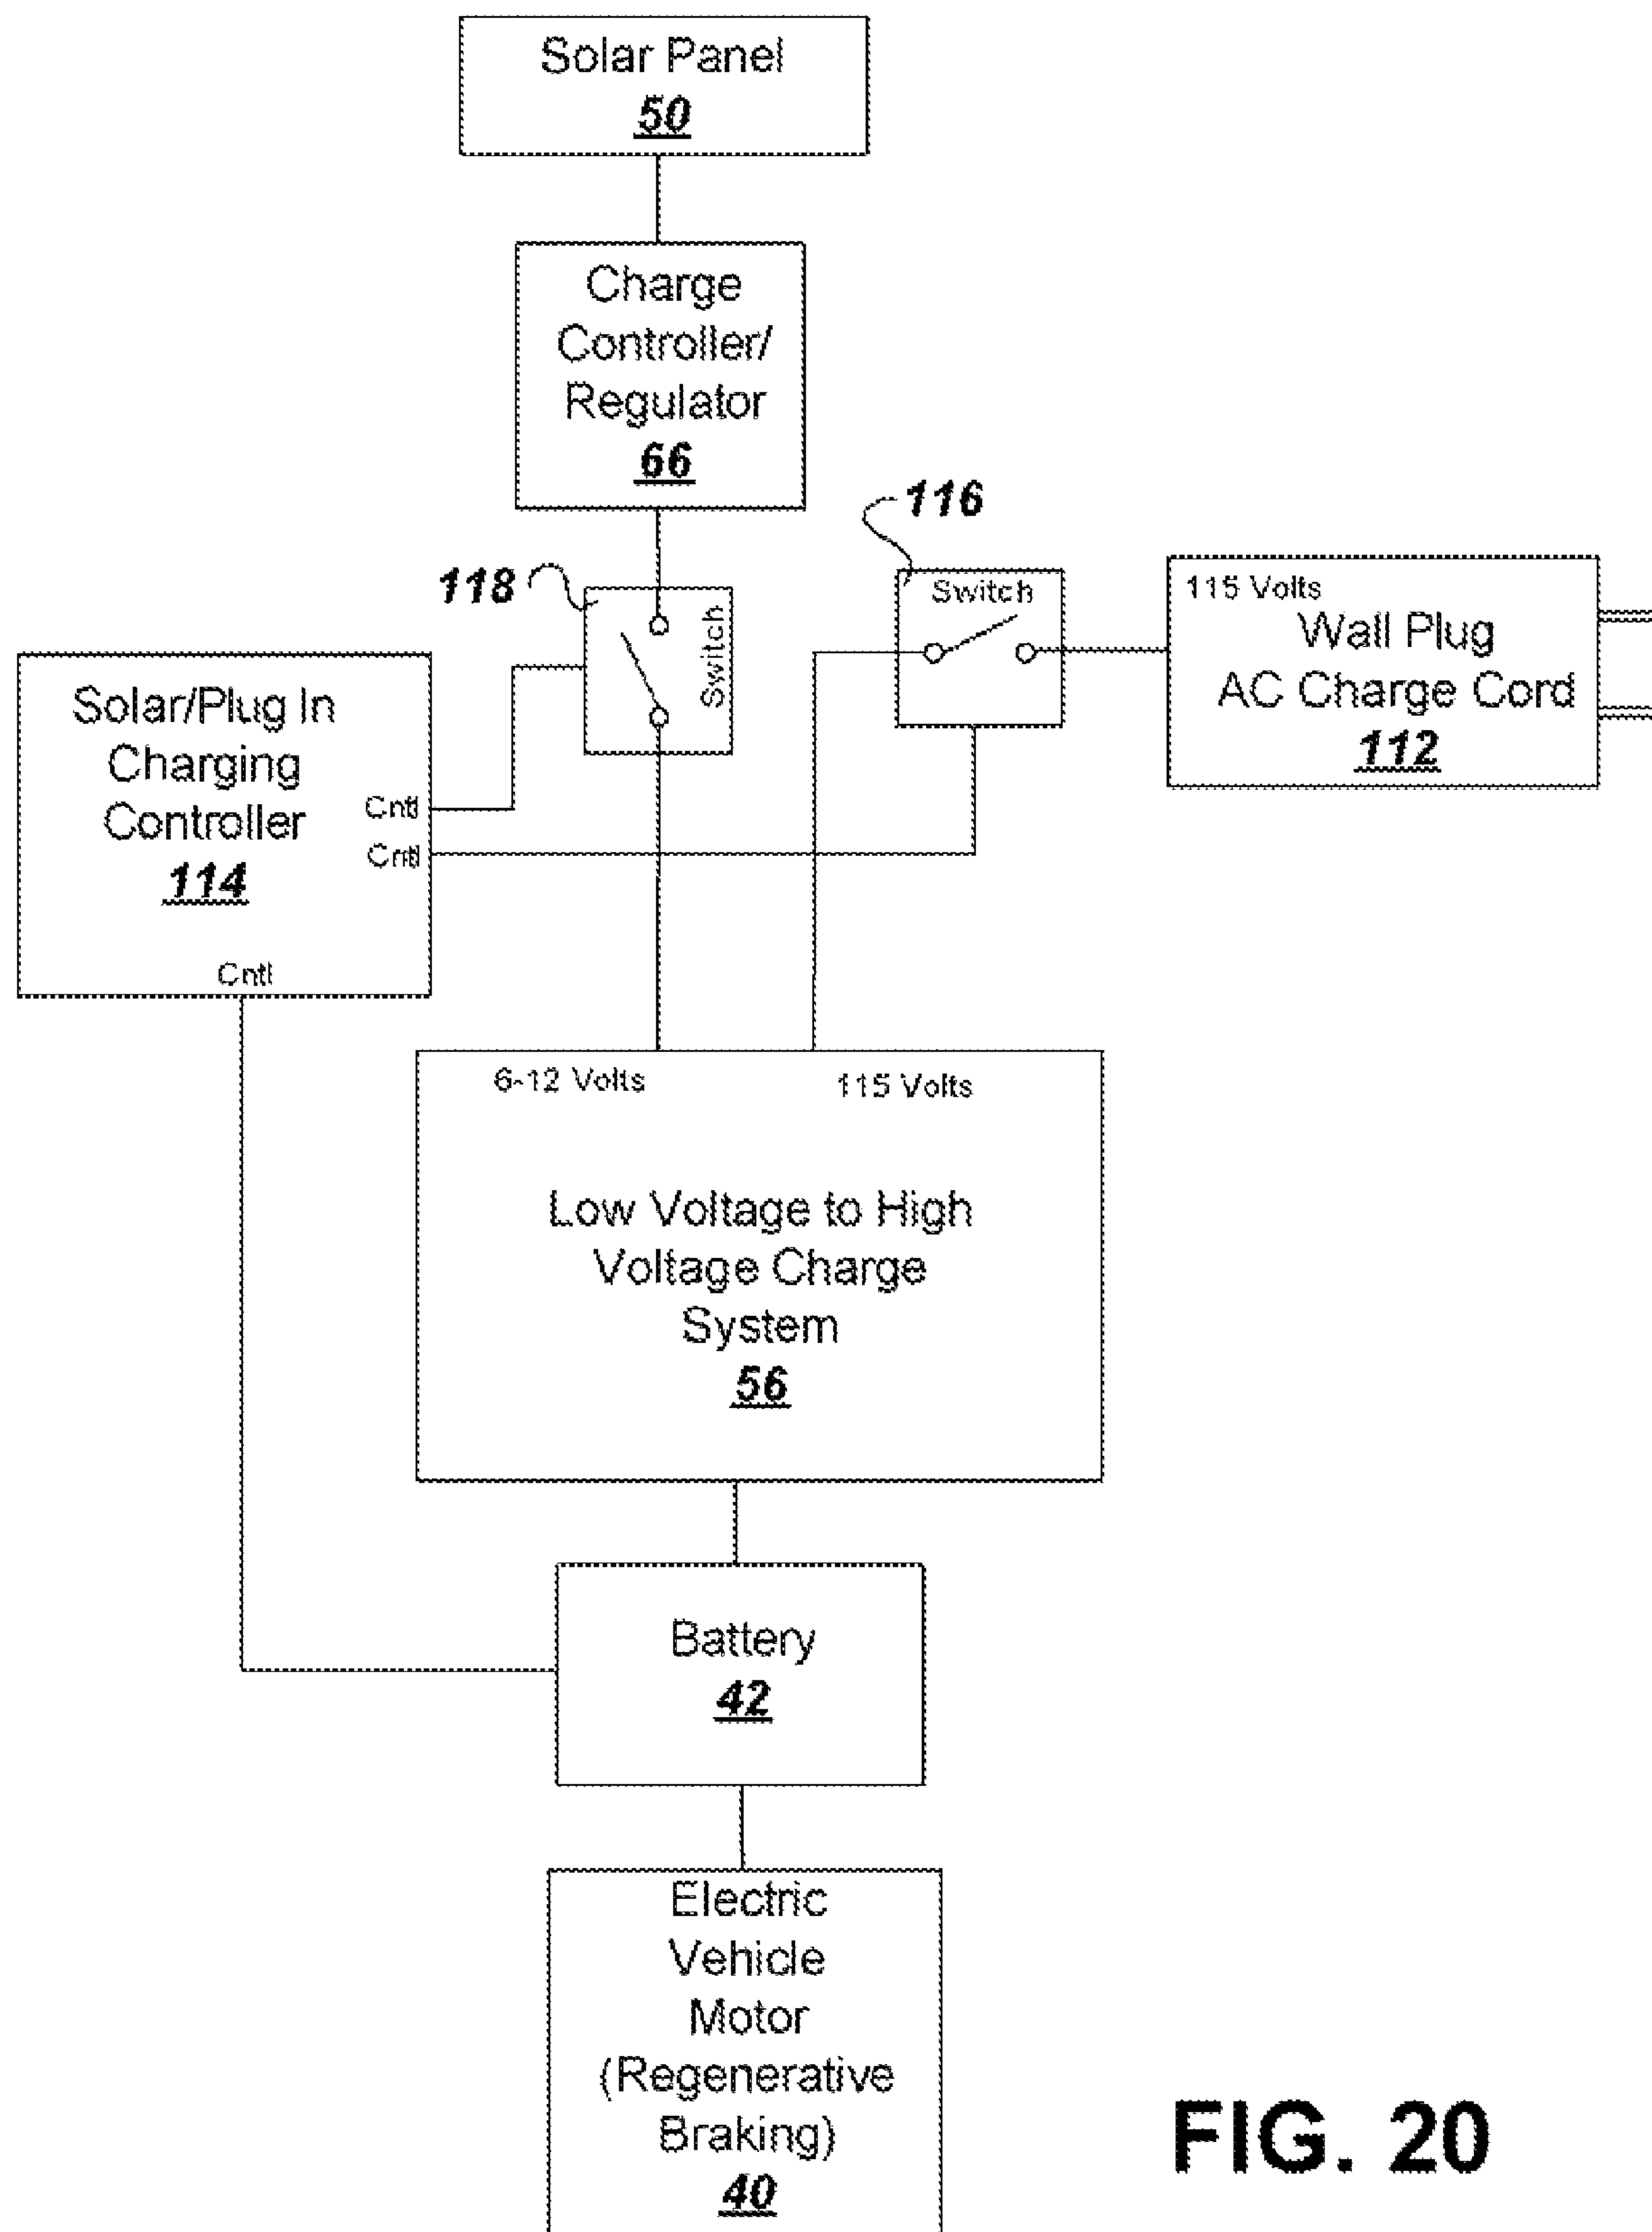 Solar Panel
50
Charge
Controller/
Regulator
66
116
118
Switch
Switch
115 Volts
Wall Plug
AC Charge Cord
112
Solar/Plug In
Charging
Controller
114
Cntl
Cntl
Cntl
6-12 Volts
115 Volts
Low Voltage to High
Voltage Charge
System
56
Battery
42
Electric
Vehicle
Motor
(Regenerative
Braking)
40
FIG. 20